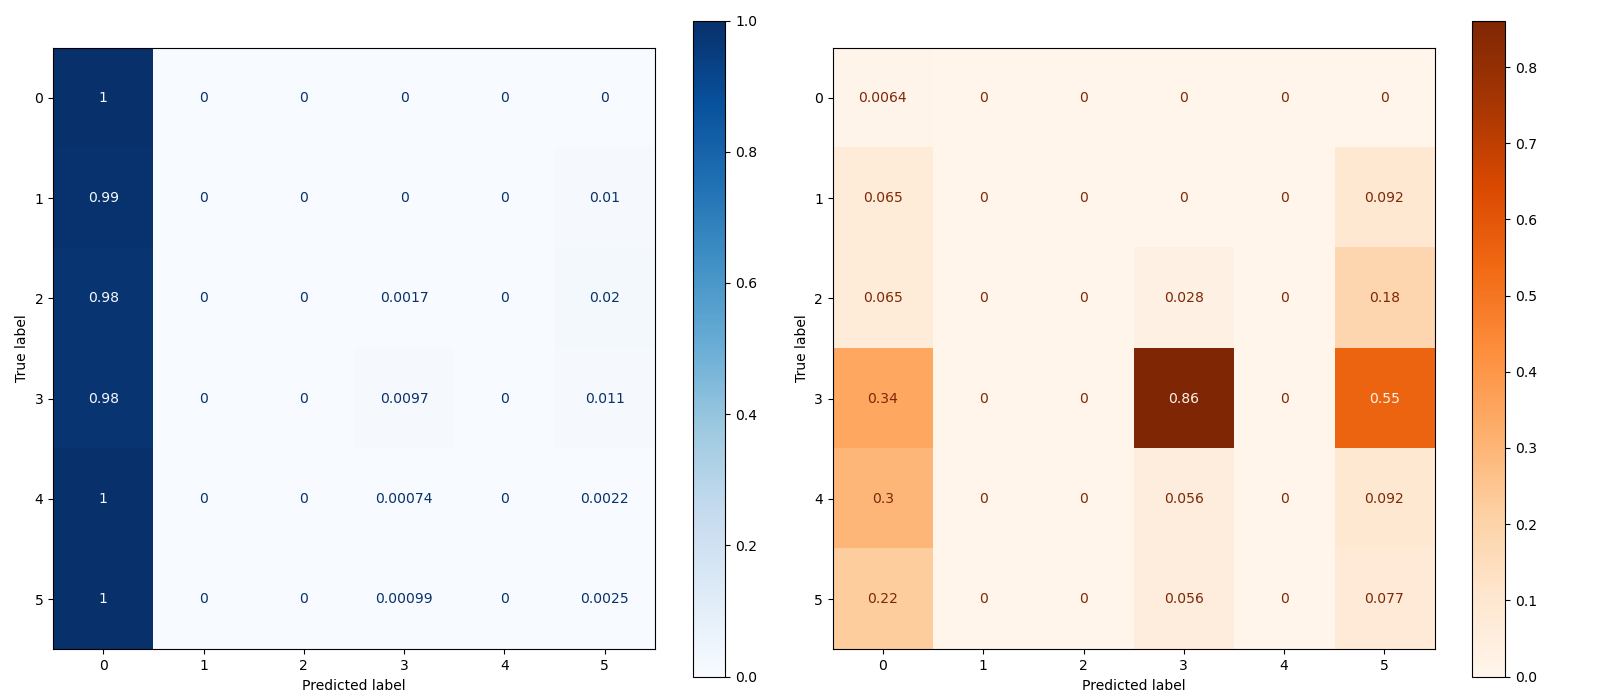 True label
0 1 0 0 0 0 0
1 0.99 0 0 0 0 0.01
2 0.98 0 0 0.0017 0 0.02
3 0.98 0 0 0.0097 0 0.011
4 1 0 0 0.00074 0 0.0022
5 1 0 0 0.00099 0 0.0025
0 1 2 3 4 5
Predicted label
1.0
0.8
0.6
0.4
0.2
0.0
True label
0 0.0064 0 0 0 0 0
1 0.065 0 0 0 0 0.092
2 0.065 0 0 0.028 0 0.18
3 0.34 0 0 0.86 0 0.55
4 0.3 0 0 0.056 0 0.092
5 0.22 0 0 0.056 0 0.077
0 1 2 3 4 5
Predicted label
0.8
0.7
0.6
0.5
0.4
0.3
0.2
0.1
0.0